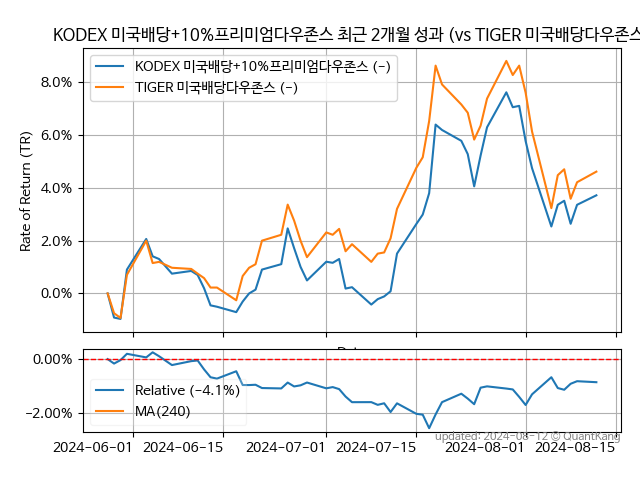 KODEX 미국배당+10%프리미엄다우존스 최근 2개월 성과 (vs TIGER 미국배당다우존스
KODEX 미국배당+10%프리미엄다우존스 (-)
TIGER 미국배당다우존스 (-)
Rate of Return (TR)
8.0%
6.0%
4.0%
2.0%
0.0%
0.00%
−2.00%
Relative (-4.1%)
MA(240)
updated: 2024-08-12 © QuantKang
2024-06-01
2024-06-15
2024-07-01
2024-07-15
2024-08-01
2024-08-15